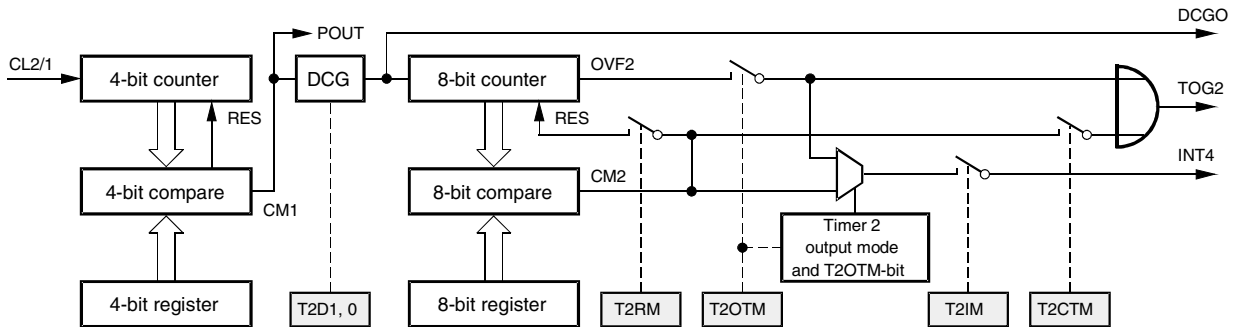 DCGO
POUT
CL2/1
4-bit counter
DCG
8-bit counter
OVF2
TOG2
RES
RES
INT4
4-bit compare
8-bit compare
CM2
CM1
Timer 2
output mode
and T2OTM-bit
4-bit register
T2D1, 0
8-bit register
T2RM
T2OTM
T2IM
T2CTM